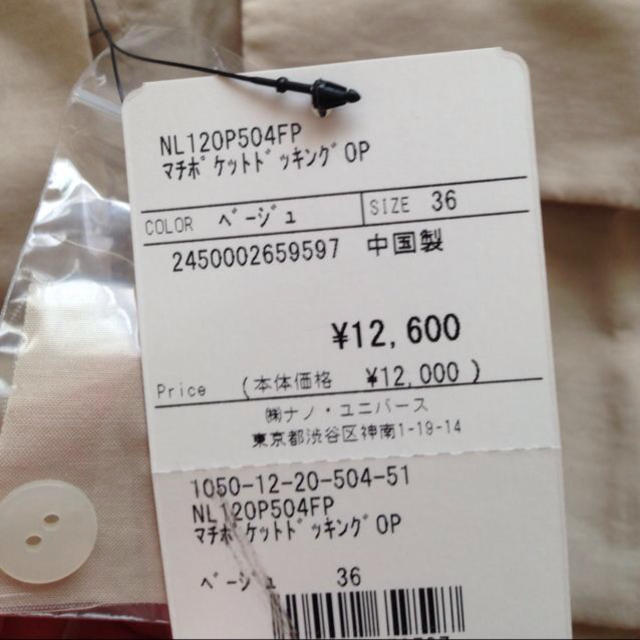 NL120P504FP
ﾏﾁﾎﾟｹｯﾄﾄﾞｯｷﾝｸﾞOP
COLOR ﾍﾞｰｼﾞｭ SIZE 36
2450002659597 中国製
¥12,600
Price (本体価格 ¥12,000)
㈱ナノ・ユニバース
東京都渋谷区神南1-19-14
1050-12-20-504-51
NL120P504FP
ﾏﾁﾎﾟｹｯﾄﾄﾞｯｷﾝｸﾞOP
ﾍﾞｰｼﾞｭ 36